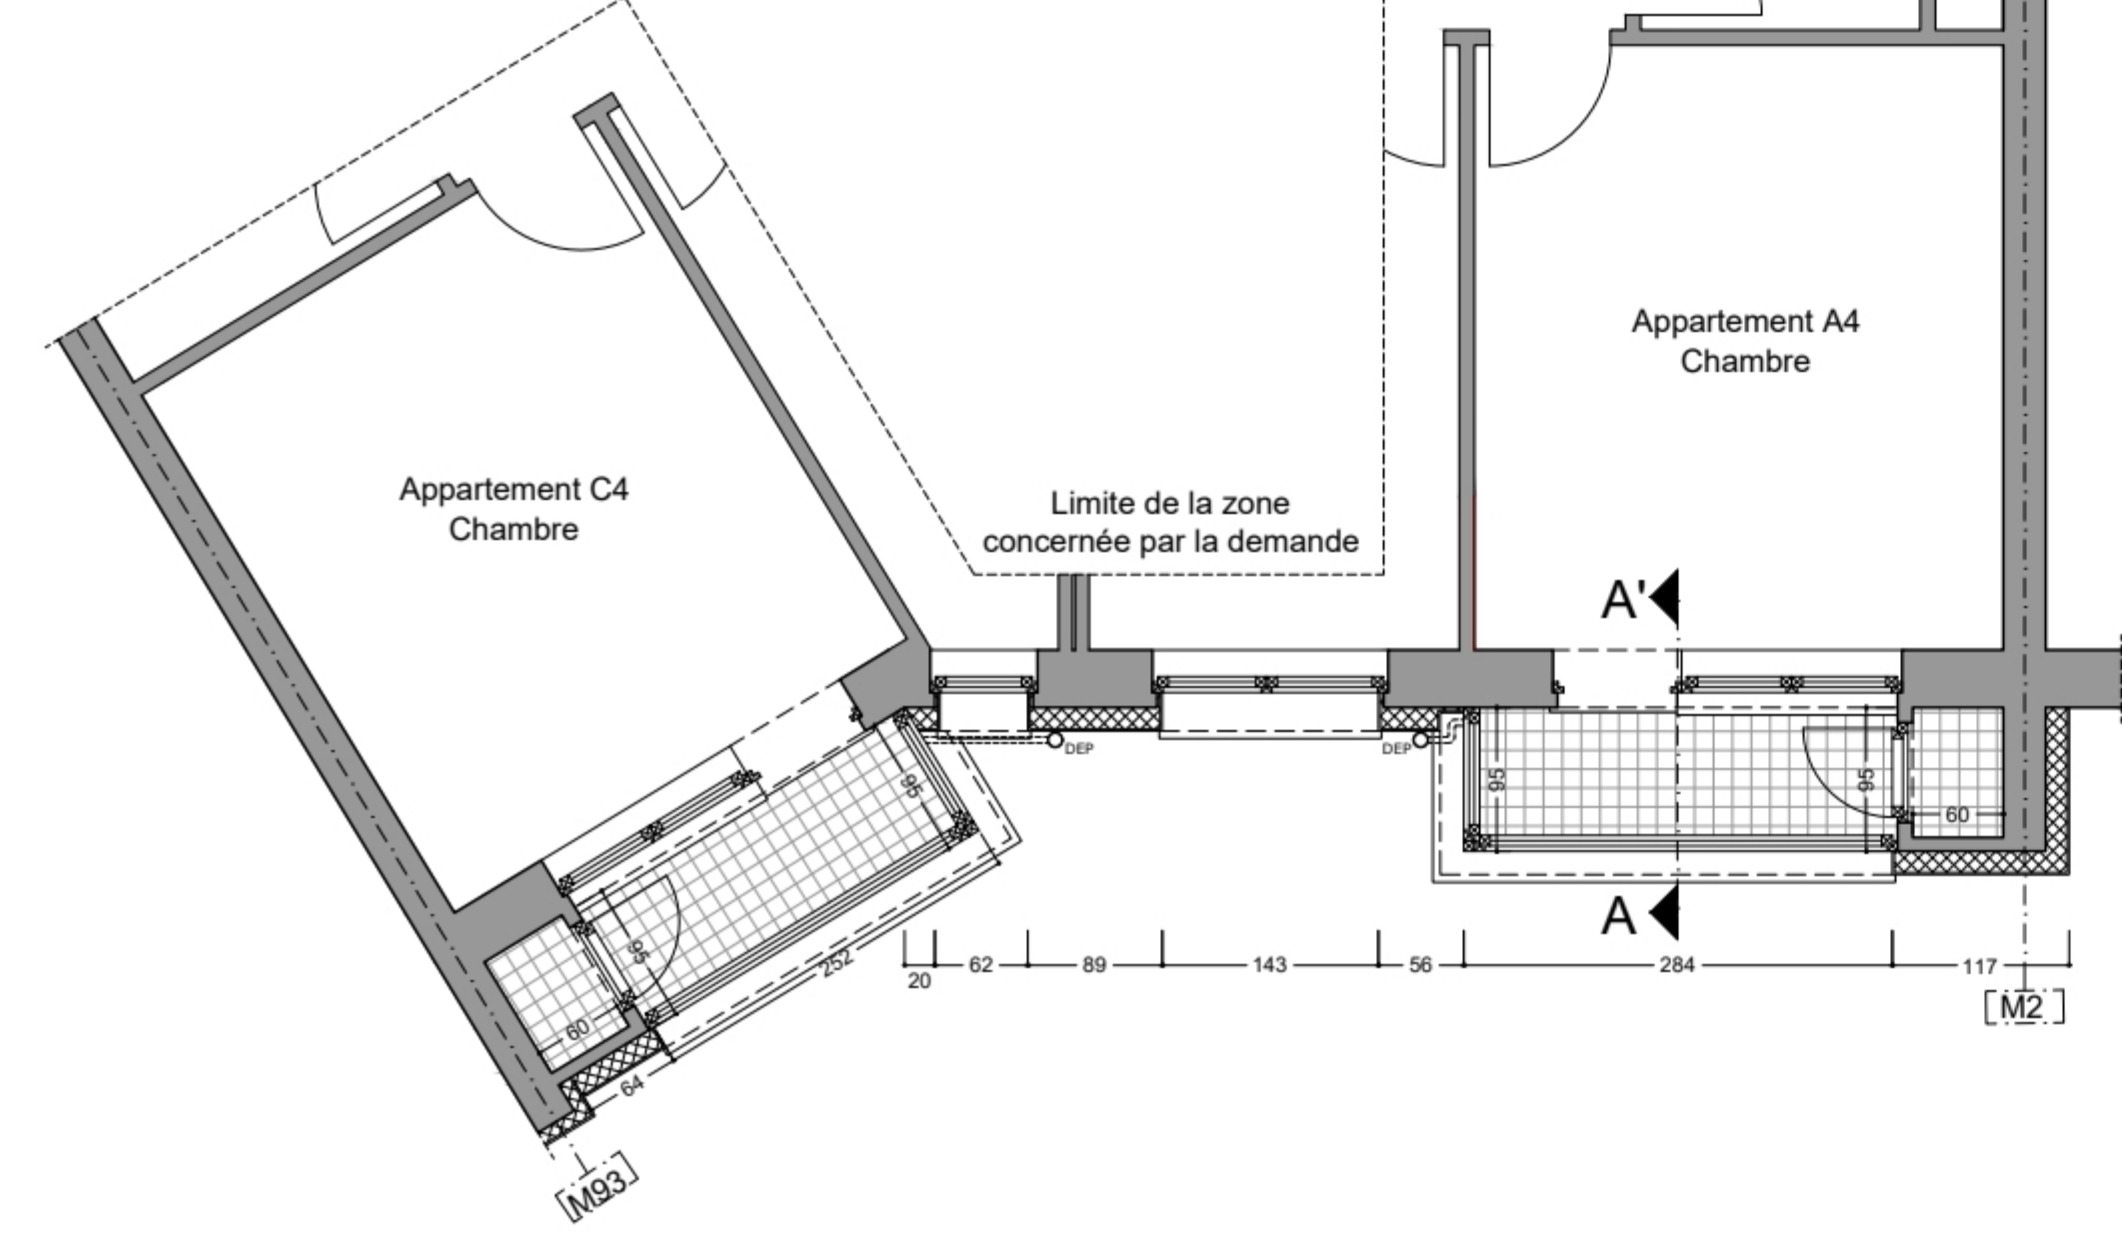 Appartement A4
Chambre
Appartement C4
Chambre
Limite de la zone
concernée par la demande
A'
DEP
DEP
95
95
95
60
A
95
252
20
62
89
143
56
284
117
60
64
[M2]
[M93]